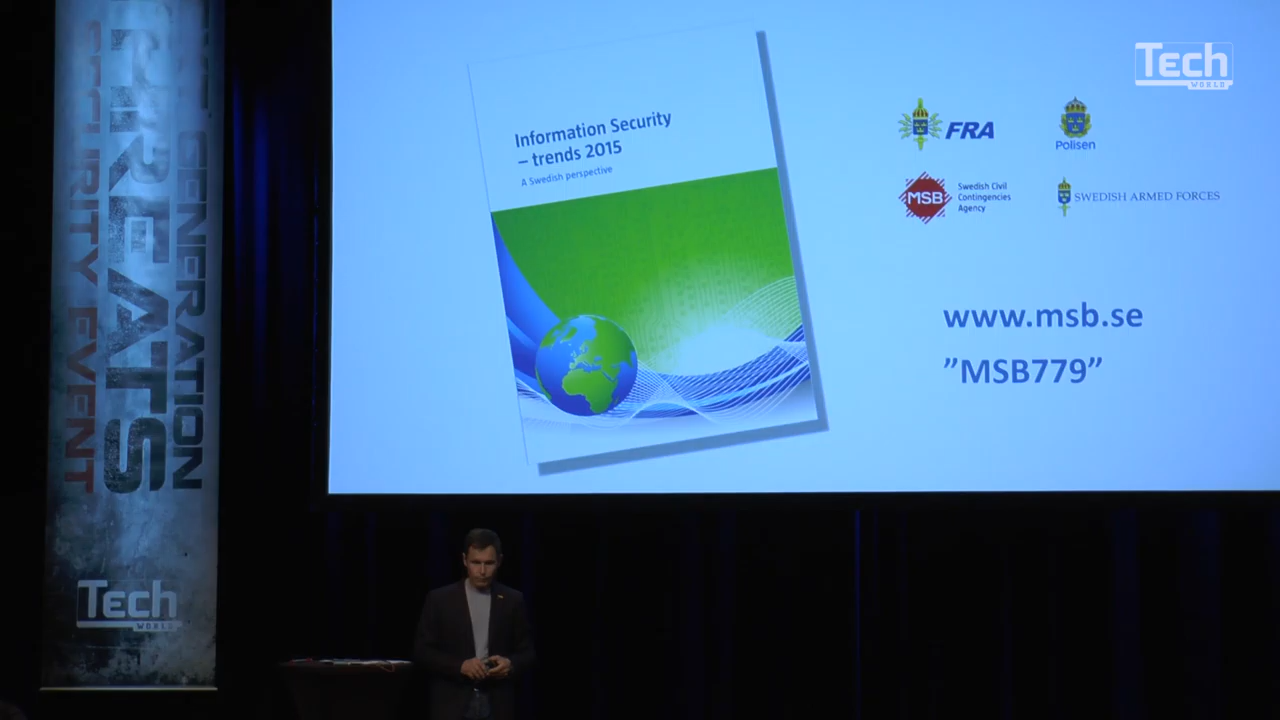 GENERATION
THREATS
SECURITY EVENT
Tech
WORLD
Information Security
– trends 2015
A Swedish perspective
FRA
Polisen
MSB
Swedish Civil
Contingencies
Agency
SWEDISH ARMED FORCES
www.msb.se
”MSB779”
Tech
WORLD